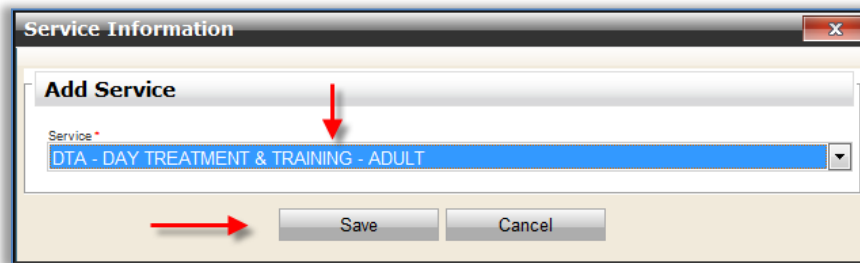 Service Information
x
Add Service
Service *
DTA - DAY TREATMENT & TRAINING - ADULT
Save Cancel